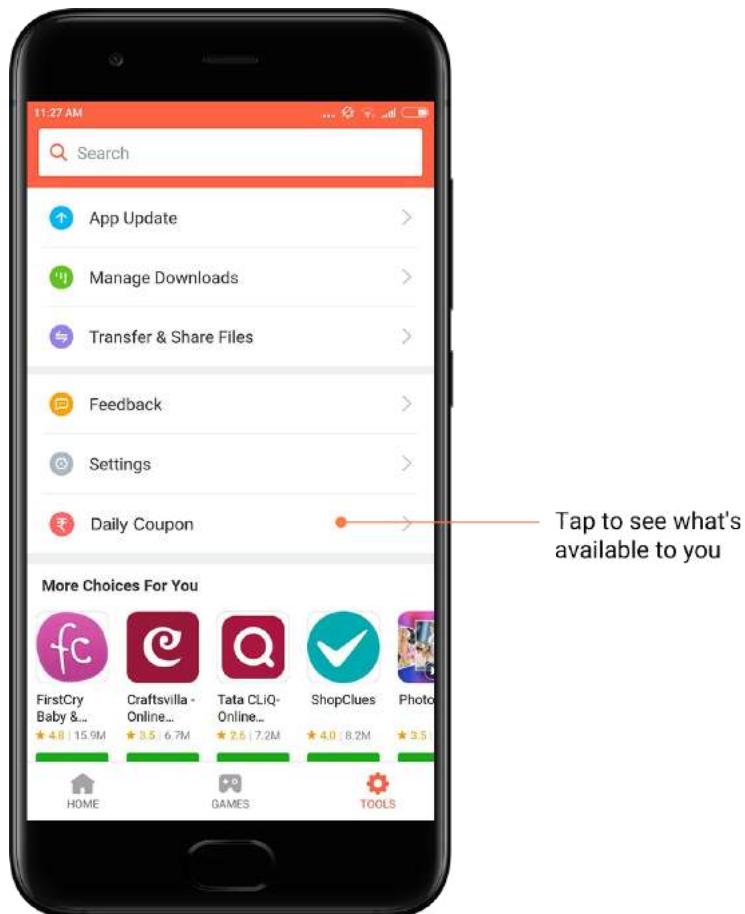 11:27 AM
Search
App Update
Manage Downloads
Transfer & Share Files
Feedback
Settings
Daily Coupon
Tap to see what's
available to you
More Choices For You
fc
FirstCry
Baby &...
★ 4.8 | 15.9M
Craftsvilla -
Online...
★ 3.5 | 6.7M
Tata CLiQ-
Online...
★ 2.6 | 7.2M
ShopClues
★ 4.0 | 8.2M
Photo
★ 3.5 |
HOME
GAMES
TOOLS